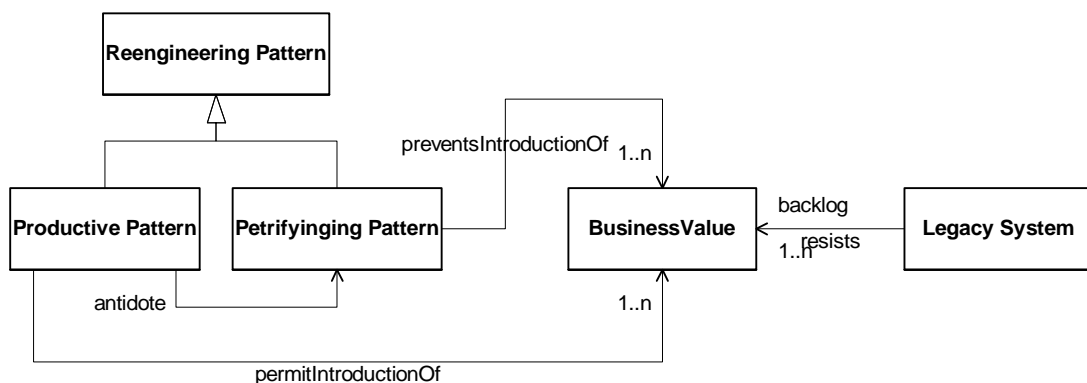 Reengineering Pattern
preventsIntroductionOf
1..n
Productive Pattern
Petrifyinging Pattern
BusinessValue
backlog
resists
1..n
Legacy System
antidote
1..n
permitIntroductionOf